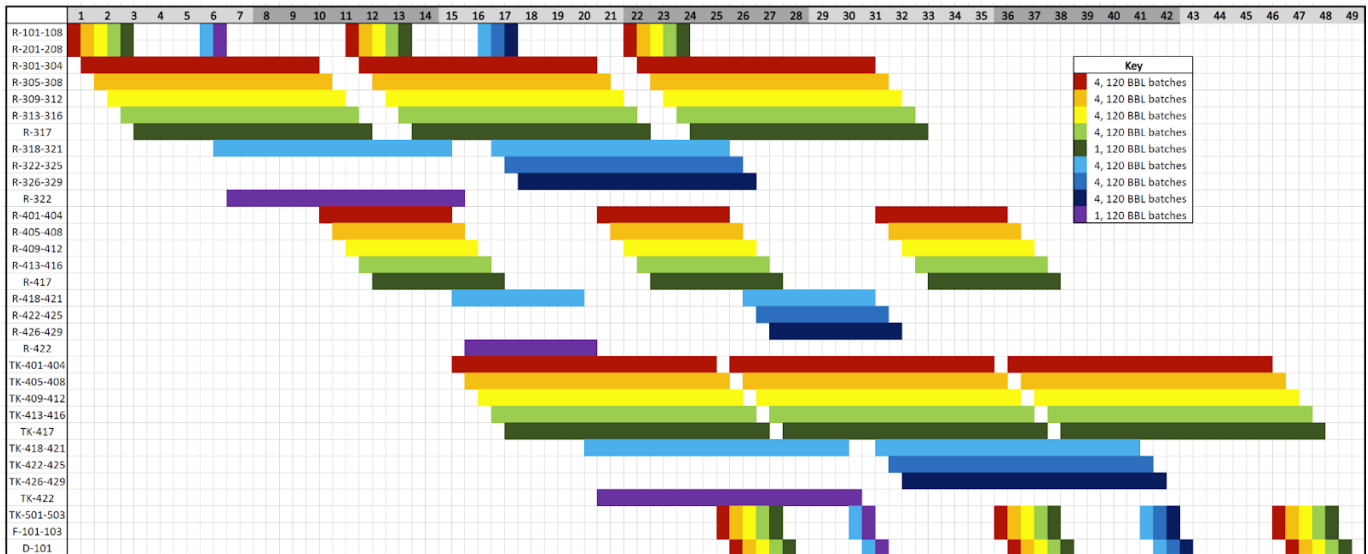 1 2 3 4 5 6 7 8 9 10 11 12 13 14 15 16 17 18 19 20 21 22 23 24 25 26 27 28 29 30 31 32 33 34 35 36 37 38 39 40 41 42 43 44 45 46 47 48 49
R-101-108
R-201-208
R-301-304
Key
R-305-308
4, 120 BBL batches
R-309-312
4, 120 BBL batches
R-313-316
4, 120 BBL batches
R-317
4, 120 BBL batches
R-318-321
1, 120 BBL batches
R-322-325
4, 120 BBL batches
R-326-329
4, 120 BBL batches
R-322
4, 120 BBL batches
R-401-404
1, 120 BBL batches
R-405-408
R-409-412
R-413-416
R-417
R-418-421
R-422-425
R-426-429
R-422
TK-401-404
TK-405-408
TK-409-412
TK-413-416
TK-417
TK-418-421
TK-422-425
TK-426-429
TK-422
TK-501-503
F-101-103
D-101